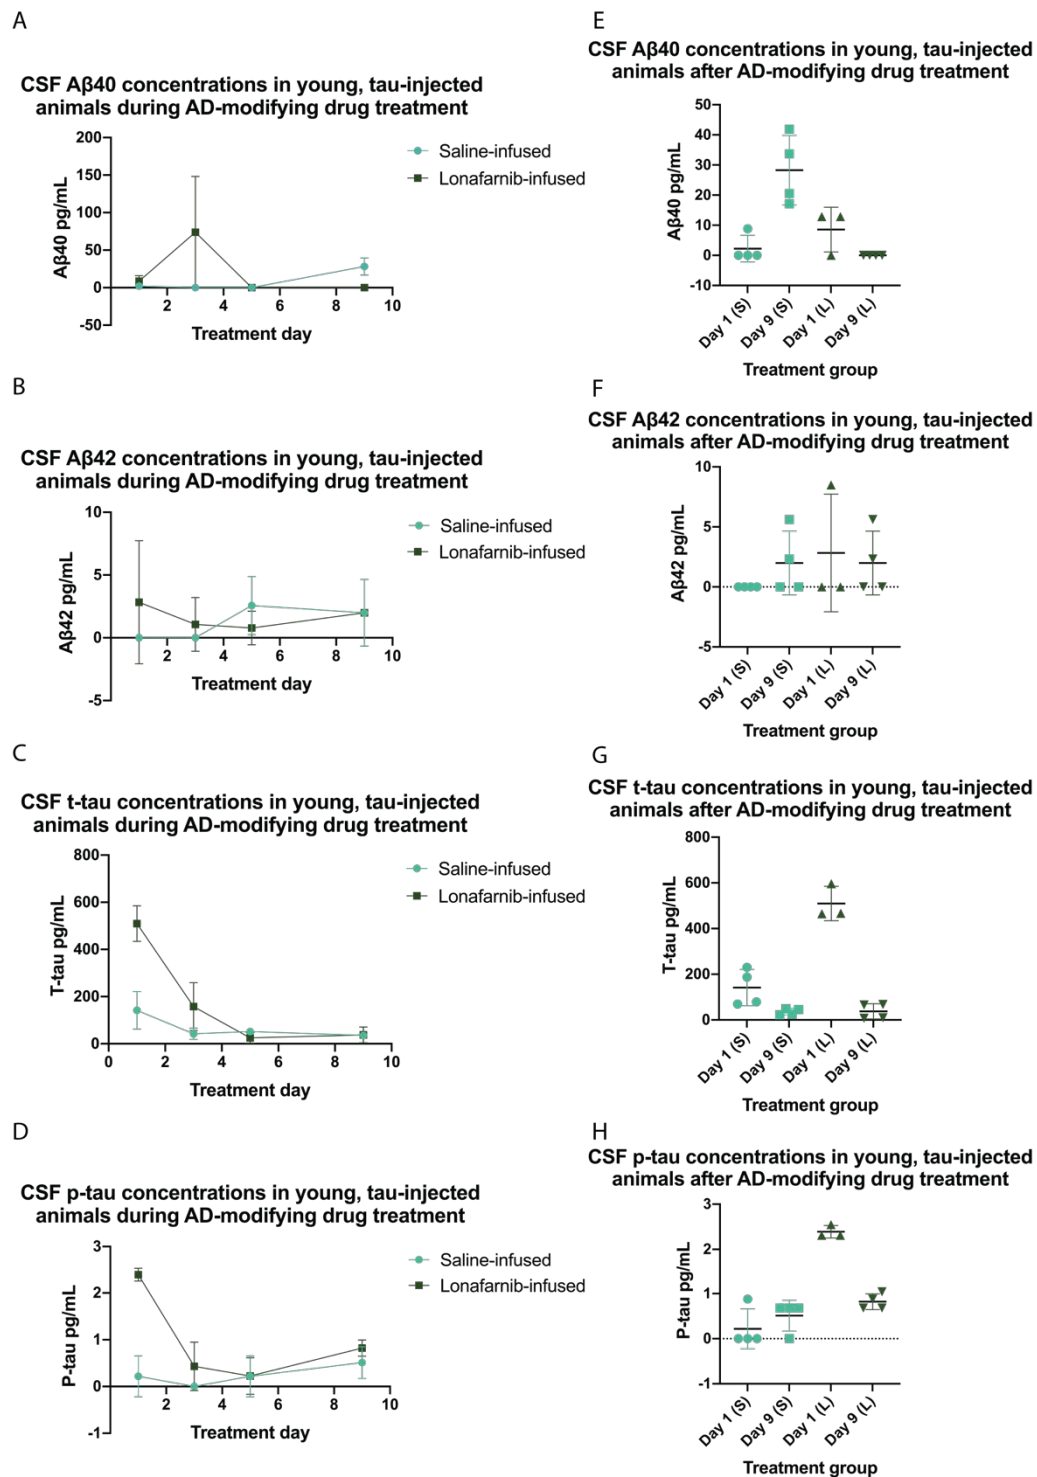 A
CSF Aβ40 concentrations in young, tau-injected
animals during AD-modifying drug treatment
200
150
100
50
0
-50
Aβ40 pg/mL
2
4
6
8
10
Treatment day
Saline-infused
Lonafarnib-infused
E
CSF Aβ40 concentrations in young, tau-injected
animals after AD-modifying drug treatment
50
40
30
20
10
0
-10
Aβ40 pg/mL
Day 1 (S)
Day 9 (S)
Day 1 (L)
Day 9 (L)
Treatment group
B
CSF Aβ42 concentrations in young, tau-injected
animals during AD-modifying drug treatment
10
5
0
-5
Aβ42 pg/mL
2
4
6
8
10
Treatment day
Saline-infused
Lonafarnib-infused
F
CSF Aβ42 concentrations in young, tau-injected
animals after AD-modifying drug treatment
10
5
0
-5
Aβ42 pg/mL
Day 1 (S)
Day 9 (S)
Day 1 (L)
Day 9 (L)
Treatment group
C
CSF t-tau concentrations in young, tau-injected
animals during AD-modifying drug treatment
800
600
400
200
0
T-tau pg/mL
0
2
4
6
8
10
Treatment day
Saline-infused
Lonafarnib-infused
G
CSF t-tau concentrations in young, tau-injected
animals after AD-modifying drug treatment
800
600
400
200
0
T-tau pg/mL
Day 1 (S)
Day 9 (S)
Day 1 (L)
Day 9 (L)
Treatment group
D
CSF p-tau concentrations in young, tau-injected
animals during AD-modifying drug treatment
3
2
1
0
-1
P-tau pg/mL
2
4
6
8
10
Treatment day
Saline-infused
Lonafarnib-infused
H
CSF p-tau concentrations in young, tau-injected
animals after AD-modifying drug treatment
3
2
1
0
-1
P-tau pg/mL
Day 1 (S)
Day 9 (S)
Day 1 (L)
Day 9 (L)
Treatment group